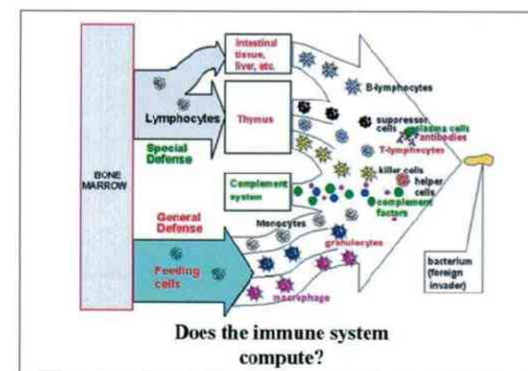 Intestinal
tissue,
liver, etc.
B-lymphocytes
Lymphocytes
Special
Defense
Thymus
suppressor
cells
plasma cells
antibodies
T-lymphocytes
BONE
MARROW
killer cells
helper
cells
Complement
system
complement
factors
General
Defense
Monocytes
granulocytes
Feeding
cells
macrophage
bacterium
(foreign
invader)
Does the immune system
compute?